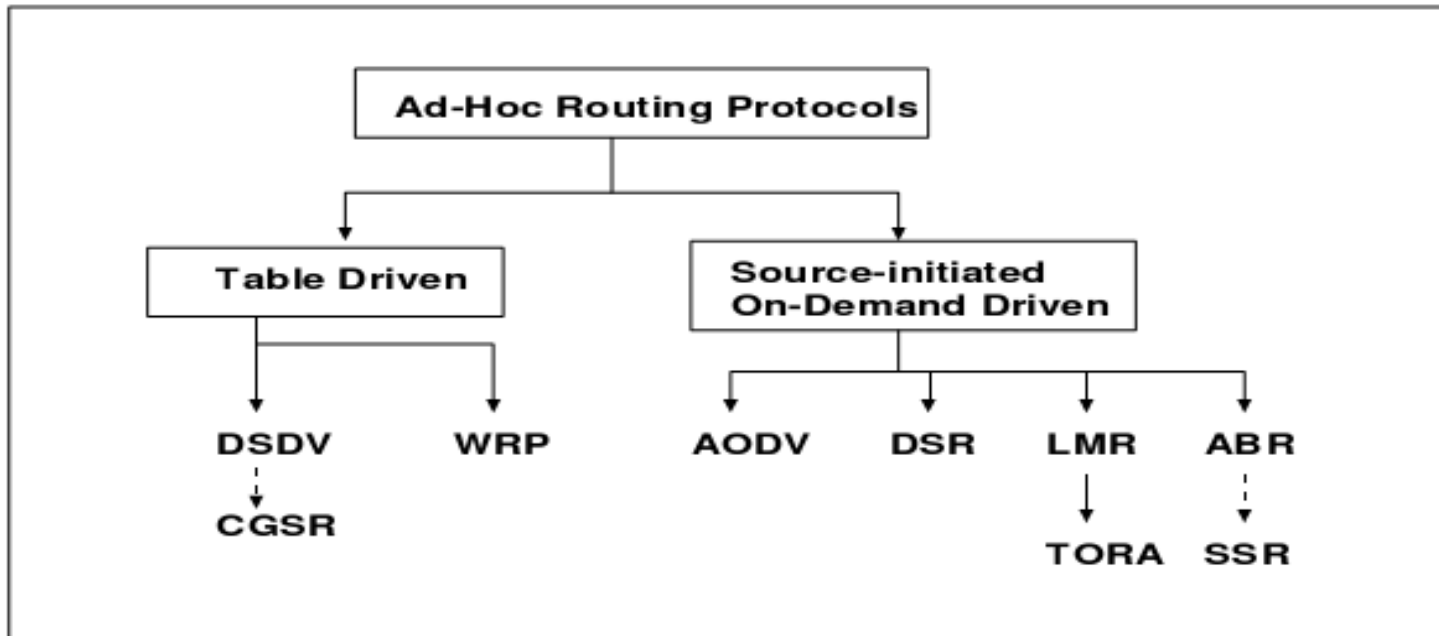 Ad-Hoc Routing Protocols
Table Driven
Source-initiated
On-Demand Driven
DSDV
WRP
AODV
DSR
LMR
ABR
CGSR
TORA
SSR